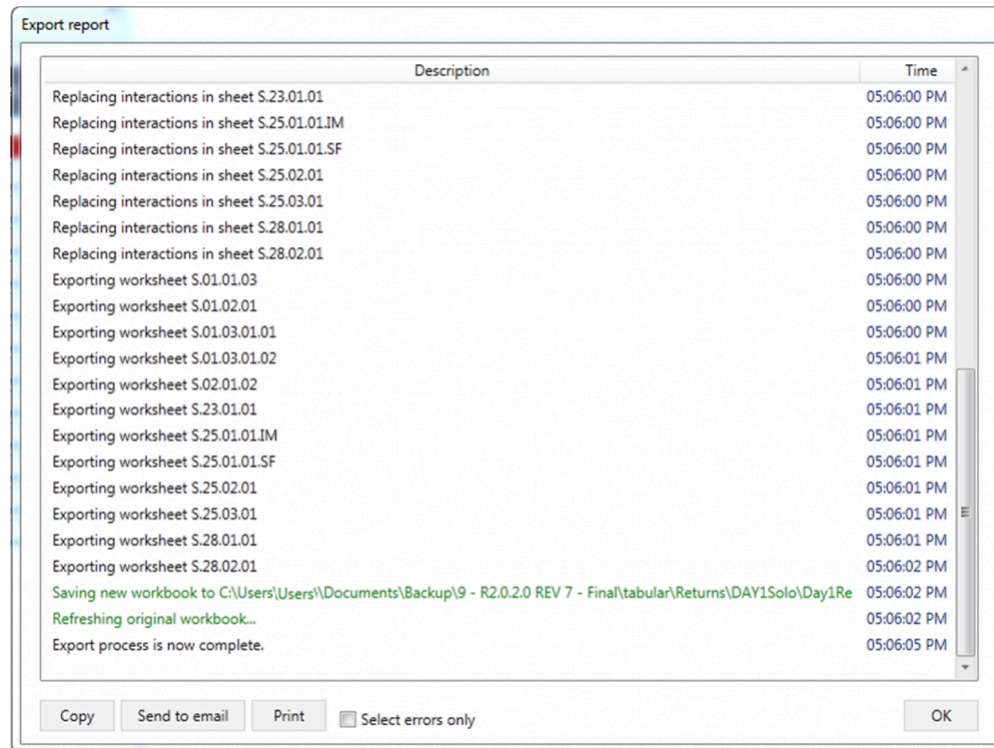 Export report
Description Time
Replacing interactions in sheet S.23.01.01 05:06:00 PM
Replacing interactions in sheet S.25.01.01.IM 05:06:00 PM
Replacing interactions in sheet S.25.01.01.SF 05:06:00 PM
Replacing interactions in sheet S.25.02.01 05:06:00 PM
Replacing interactions in sheet S.25.03.01 05:06:00 PM
Replacing interactions in sheet S.28.01.01 05:06:00 PM
Replacing interactions in sheet S.28.02.01 05:06:00 PM
Exporting worksheet S.01.01.03 05:06:00 PM
Exporting worksheet S.01.02.01 05:06:00 PM
Exporting worksheet S.01.03.01.01 05:06:00 PM
Exporting worksheet S.01.03.01.02 05:06:01 PM
Exporting worksheet S.02.01.02 05:06:01 PM
Exporting worksheet S.23.01.01 05:06:01 PM
Exporting worksheet S.25.01.01.IM 05:06:01 PM
Exporting worksheet S.25.01.01.SF 05:06:01 PM
Exporting worksheet S.25.02.01 05:06:01 PM
Exporting worksheet S.25.03.01 05:06:01 PM
Exporting worksheet S.28.01.01 05:06:01 PM
Exporting worksheet S.28.02.01 05:06:02 PM
Saving new workbook to C:\Users\Users\\Documents\Backup\9 - R2.0.2.0 REV 7 - Final\tabular\Returns\DAY1Solo\Day1Re 05:06:02 PM
Refreshing original workbook... 05:06:02 PM
Export process is now complete. 05:06:05 PM
Copy Send to email Print Select errors only OK